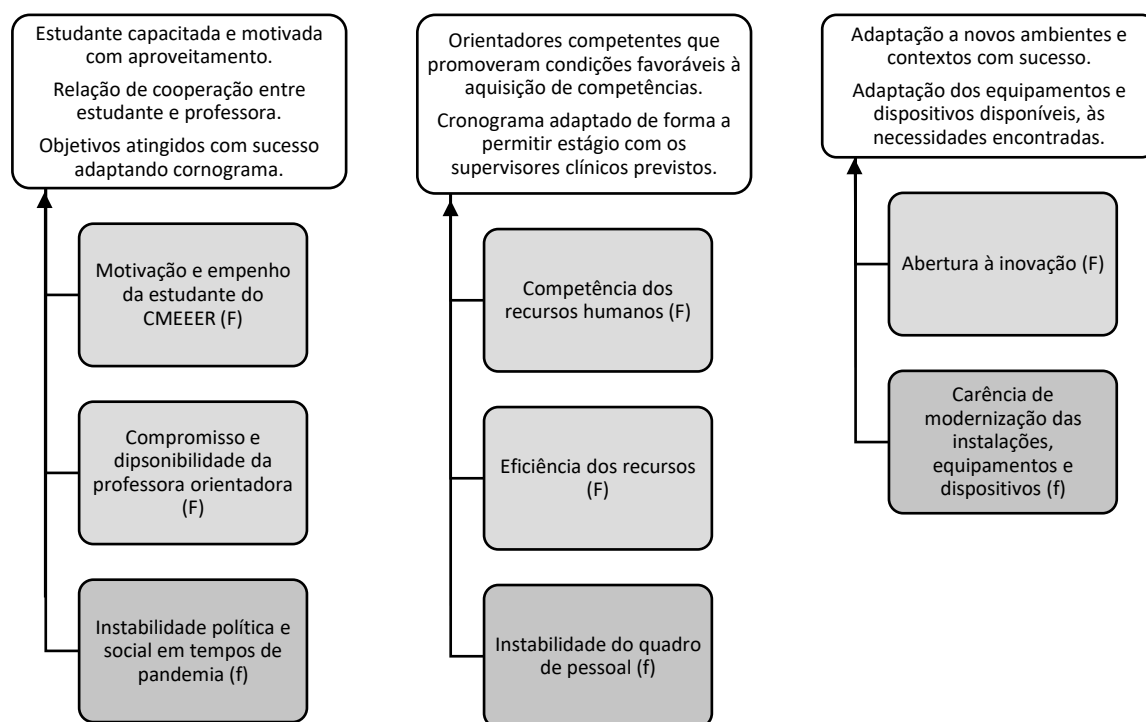 Estudante capacitada e motivada
com aproveitamento.
Relação de cooperação entre
estudante e professora.
Objetivos atingidos com sucesso
adaptando cornograma.
Motivação e empenho
da estudante do
CMEEER (F)
Compromisso e
dipsonibilidade da
professora orientadora
(F)
Instabilidade política e
social em tempos de
pandemia (f)
Orientadores competentes que
promoveram condições favoráveis à
aquisição de competências.
Cronograma adaptado de forma a
permitir estágio com os
supervisores clínicos previstos.
Competência dos
recursos humanos (F)
Eficiência dos recursos
(F)
Instabilidade do quadro
de pessoal (f)
Adaptação a novos ambientes e
contextos com sucesso.
Adaptação dos equipamentos e
dispositivos disponíveis, às
necessidades encontradas.
Abertura à inovação (F)
Carência de
modernização das
instalações,
equipamentos e
dispositivos (f)